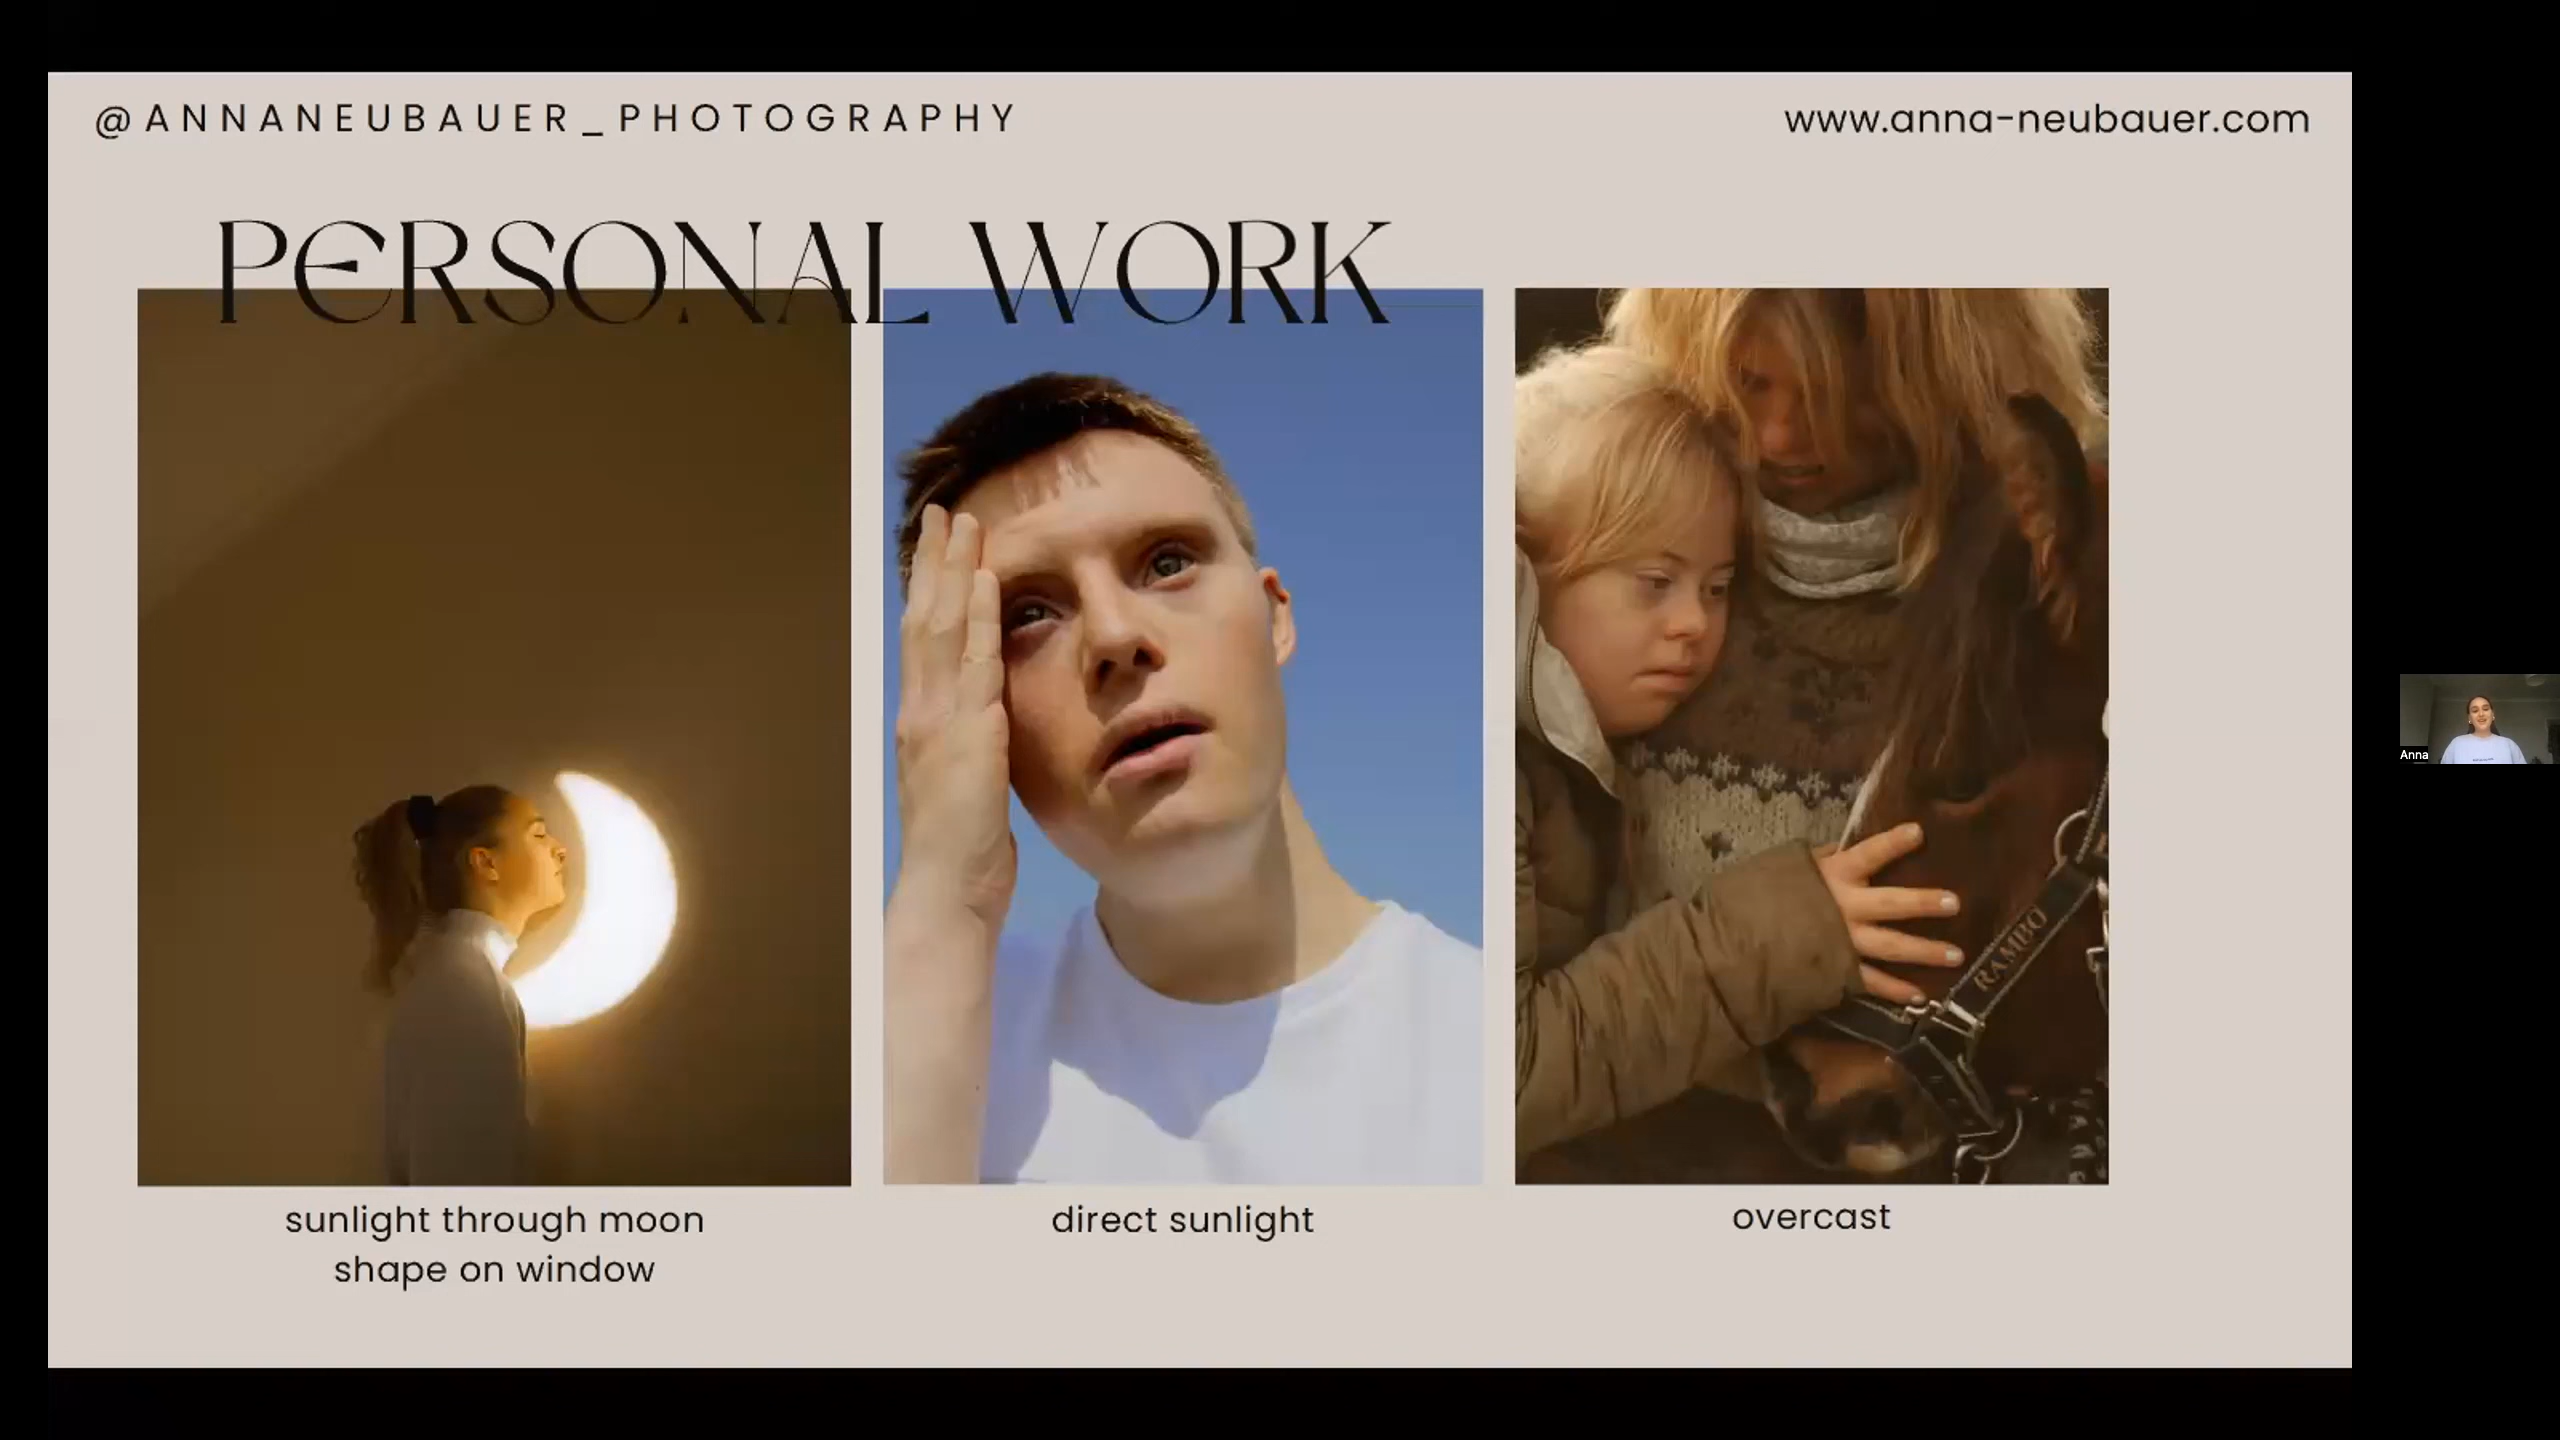 @ANNANEUBAUER_PHOTOGRAPHY
www.anna-neubauer.com
PERSONAL WORK
RAMBO
sunlight through moon
shape on window
direct sunlight
overcast
Anna